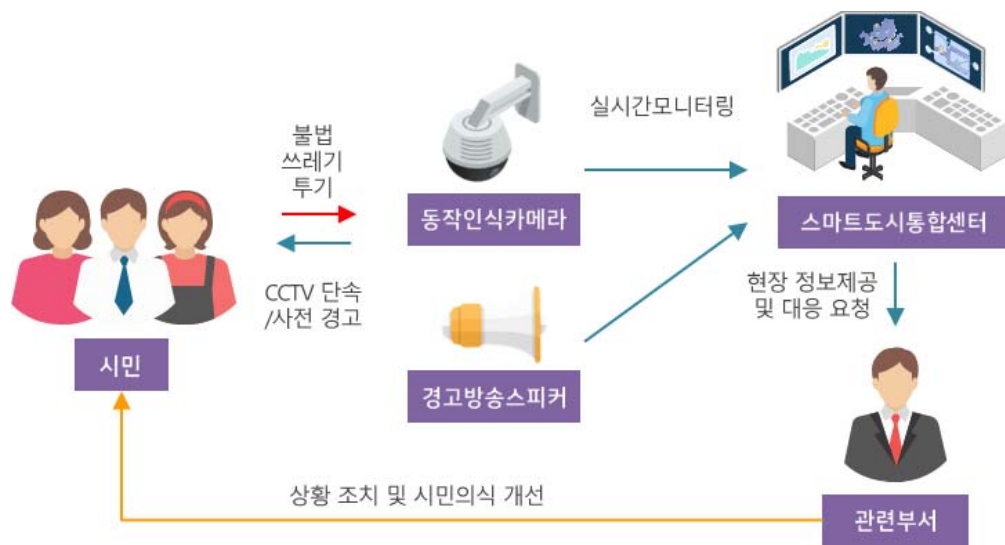 불법
쓰레기
투기
CCTV 단속
/사전 경고
시민
동작인식카메라
경고방송스피커
실시간모니터링
스마트도시통합센터
현장 정보제공
및 대응 요청
관련부서
상황 조치 및 시민의식 개선